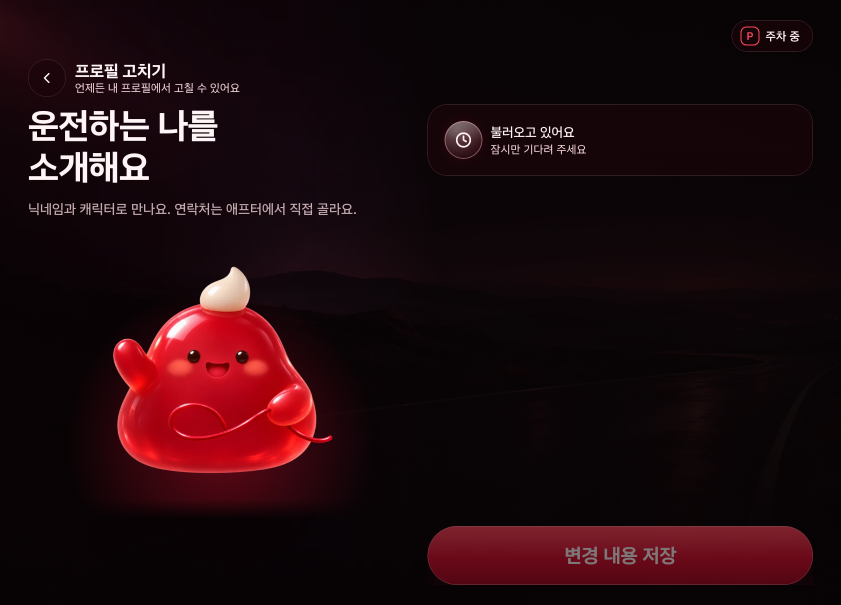 P 주차 중
프로필 고치기
언제든 내 프로필에서 고칠 수 있어요
운전하는 나를
소개해요
닉네임과 캐릭터로 만나요. 연락처는 애프터에서 직접 골라요.
불러오고 있어요
잠시만 기다려 주세요
변경 내용 저장